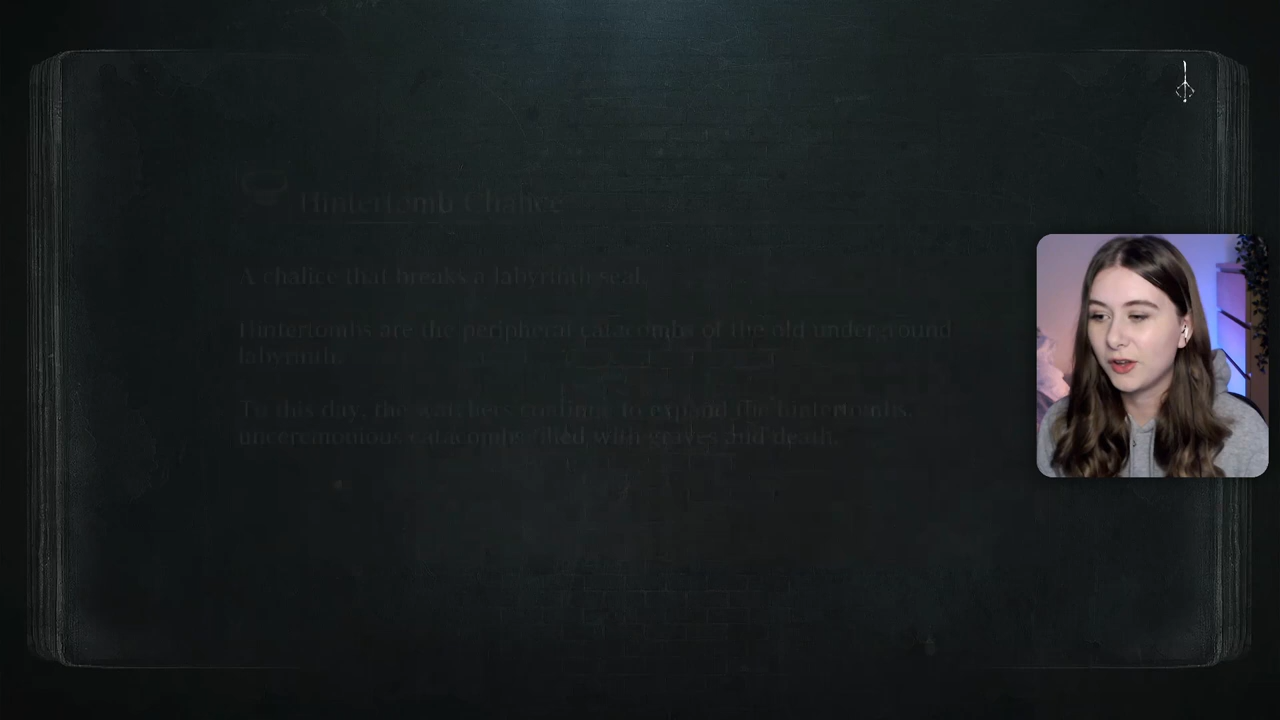 Hintertomb Chalice
A chalice that breaks a labyrinth seal.
Hintertombs are the peripheral catacombs of the old underground
labyrinth.
To this day, the watchers continue to expand the hintertombs,
unceremonious catacombs filled with graves and death.